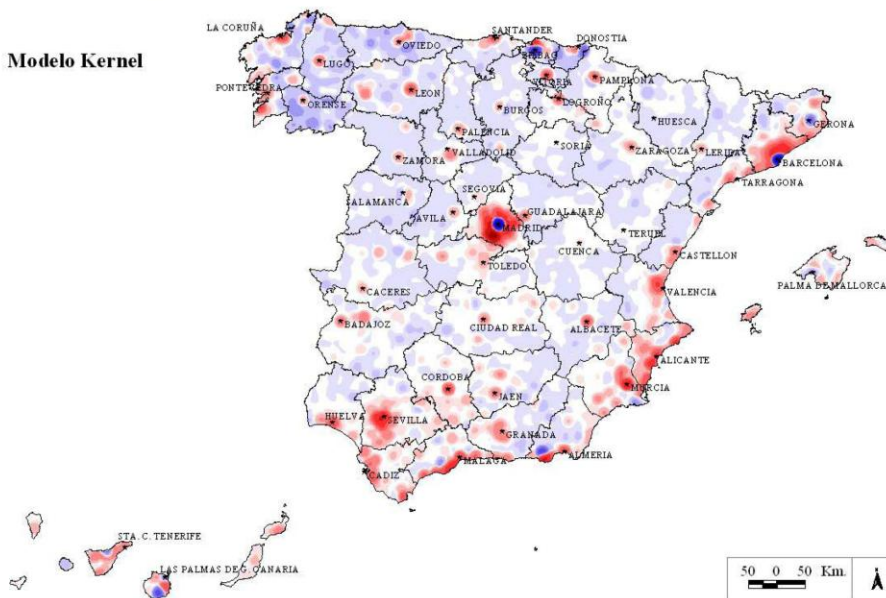 LA CORUÑA
SANTANDER
DONOSTIA
OVIEDO
BILBAO
Modelo Kernel
LUGO
VITORIA
PAMPLONA
PONTEVEDRA
LEON
ORENSE
LOGROÑO
BURGOS
HUESCA
GERONA
PALENCIA
VALLADOLID
SORIA
ZARAGOZA
LERIDA
ZAMORA
BARCELONA
TARRAGONA
SEGOVIA
SALAMANCA
AVILA
GUADALAJARA
MADRID
TERUEL
CUENCA
CASTELLON
TOLEDO
PALMA DE MALLORCA
CACERES
VALENCIA
BADAJOZ
CIUDAD REAL
ALBACETE
ALICANTE
CORDOBA
MURCIA
JAEN
HUELVA
SEVILLA
GRANADA
ALMERIA
MALAGA
CADIZ
STA. C. TENERIFE
LAS PALMAS DE G. CANARIA
50 0 50 Km.